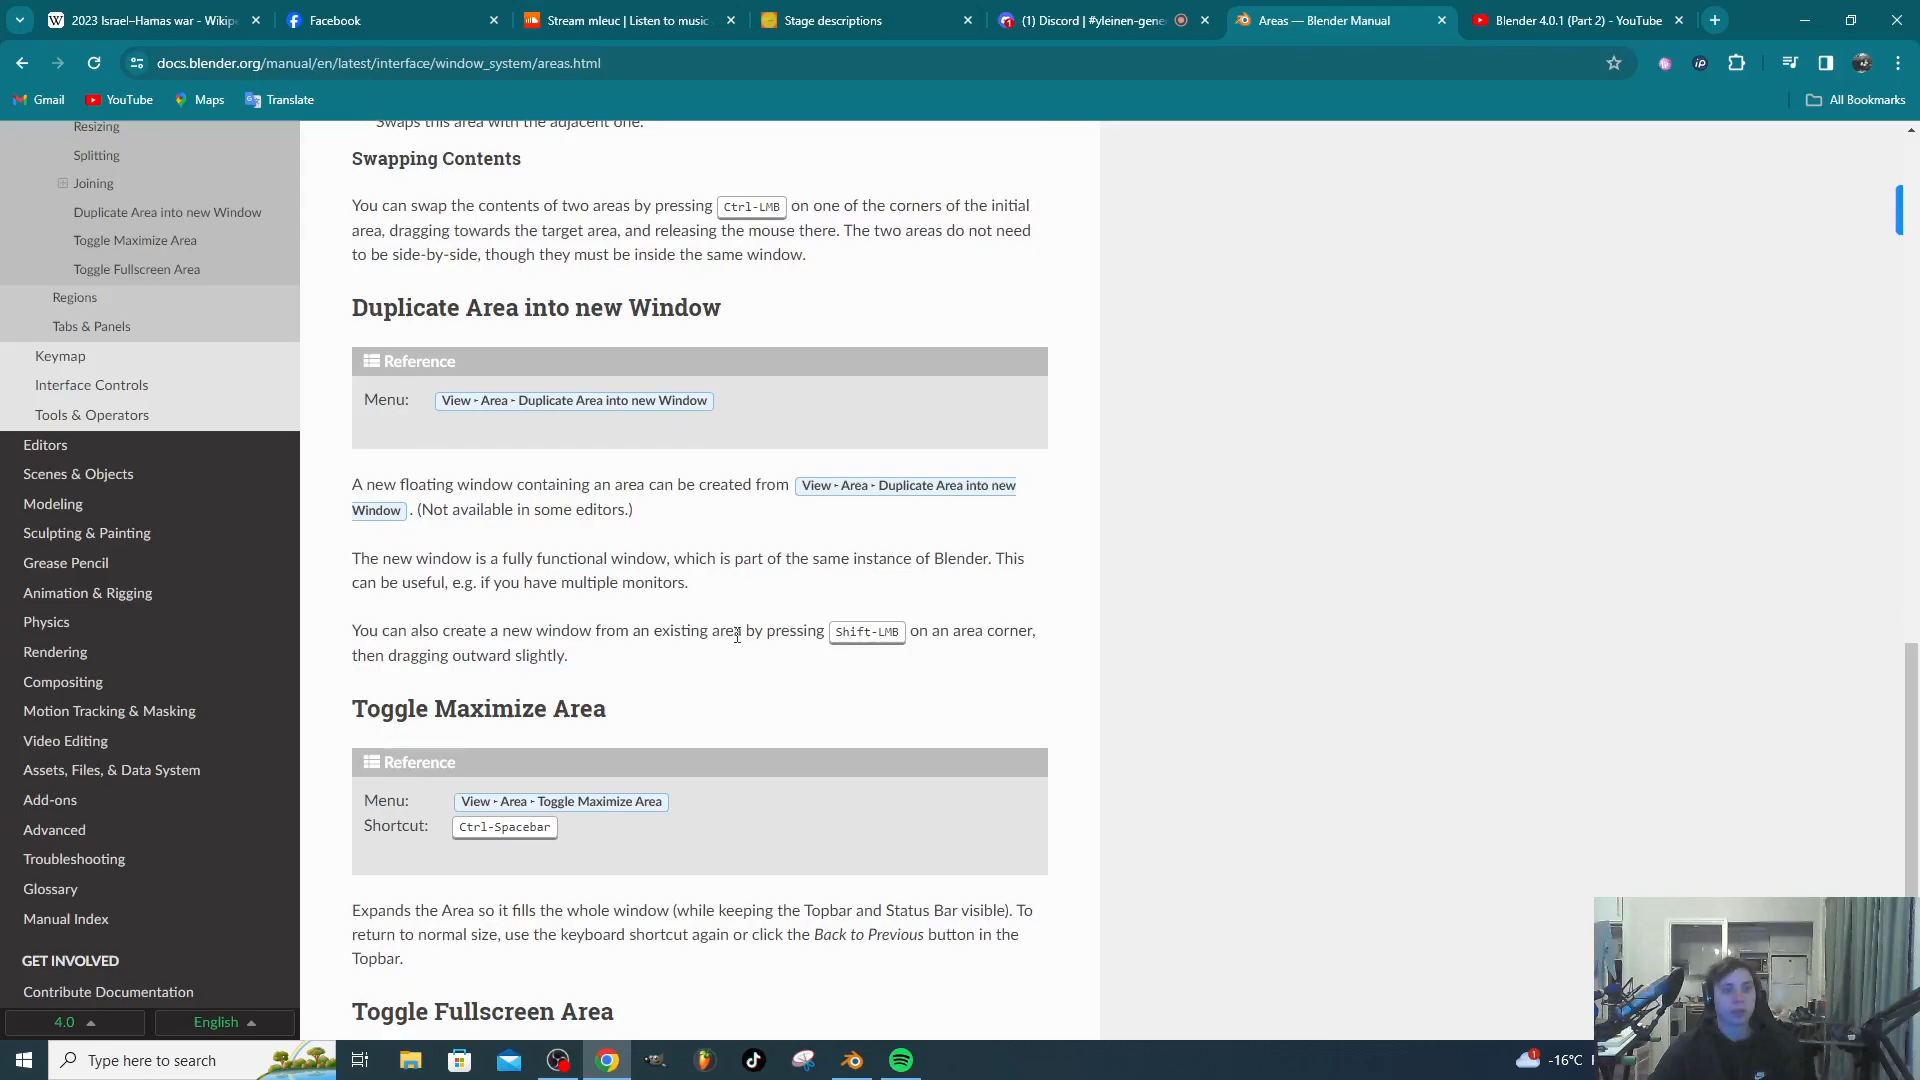 2023 Israel–Hamas war - Wikipe
Facebook
Stream mleuc | Listen to music
Stage descriptions
(1) Discord | #yleinen-gene
Areas — Blender Manual
Blender 4.0.1 (Part 2) - YouTube
docs.blender.org/manual/en/latest/interface/window_system/areas.html
Gmail
YouTube
Maps
Translate
All Bookmarks
Resizing
Splitting
Joining
Duplicate Area into new Window
Toggle Maximize Area
Toggle Fullscreen Area
Regions
Tabs & Panels
Keymap
Interface Controls
Tools & Operators
Editors
Scenes & Objects
Modeling
Sculpting & Painting
Grease Pencil
Animation & Rigging
Physics
Rendering
Compositing
Motion Tracking & Masking
Video Editing
Assets, Files, & Data System
Add-ons
Advanced
Troubleshooting
Glossary
Manual Index
GET INVOLVED
Contribute Documentation
4.0
English
Swaps this area with the adjacent one.
Swapping Contents
You can swap the contents of two areas by pressing Ctrl-LMB on one of the corners of the initial
area, dragging towards the target area, and releasing the mouse there. The two areas do not need
to be side-by-side, though they must be inside the same window.
Duplicate Area into new Window
Reference
Menu: View ‣ Area ‣ Duplicate Area into new Window
A new floating window containing an area can be created from View ‣ Area ‣ Duplicate Area into new
Window . (Not available in some editors.)
The new window is a fully functional window, which is part of the same instance of Blender. This
can be useful, e.g. if you have multiple monitors.
You can also create a new window from an existing area by pressing Shift-LMB on an area corner,
then dragging outward slightly.
Toggle Maximize Area
Reference
Menu: View ‣ Area ‣ Toggle Maximize Area
Shortcut: Ctrl-Spacebar
Expands the Area so it fills the whole window (while keeping the Topbar and Status Bar visible). To
return to normal size, use the keyboard shortcut again or click the Back to Previous button in the
Topbar.
Toggle Fullscreen Area
Type here to search
-16°C